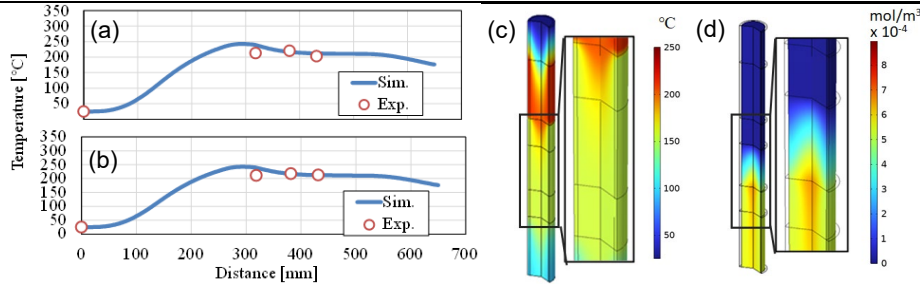 (a)
350
300
250
200
150
100
50
Sim.
Exp.
Temperature [°C]
(b)
350
300
250
200
150
100
50
0
Sim.
Exp.
0 100 200 300 400 500 600 700
Distance [mm]
(c)
°C
250
200
150
100
50
(d)
mol/m³
x 10⁻⁴
8
7
6
5
4
3
2
1
0